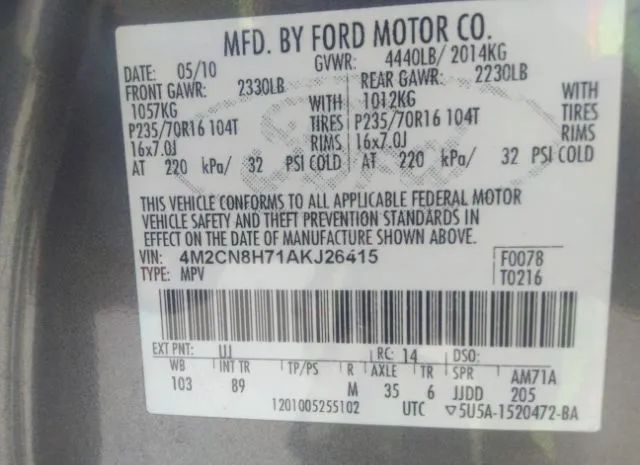 MFD. BY FORD MOTOR CO.
DATE: 05/10 GVWR: 4440LB/ 2014KG
FRONT GAWR: 2330LB REAR GAWR: 2230LB
1057KG WITH 1012KG WITH
P235/70R16 104T TIRES P235/70R16 104T TIRES
16x7.0J RIMS 16x7.0J RIMS
AT 220 kPa/ 32 PSI COLD AT 220 kPa/ 32 PSI COLD
THIS VEHICLE CONFORMS TO ALL APPLICABLE FEDERAL MOTOR
VEHICLE SAFETY AND THEFT PREVENTION STANDARDS IN
EFFECT ON THE DATE OF MANUFACTURE SHOWN ABOVE.
VIN: 4M2CN8H71AKJ26415 F0078
TYPE: MPV T0216
EXT PNT: UJ RC: 14 DSO:
WB INT TR TP/PS R AXLE TR SPR AM71A
103 89 M 35 6 JJDD 205
1201005255102 UTC ▽5U5A-1520472-BA